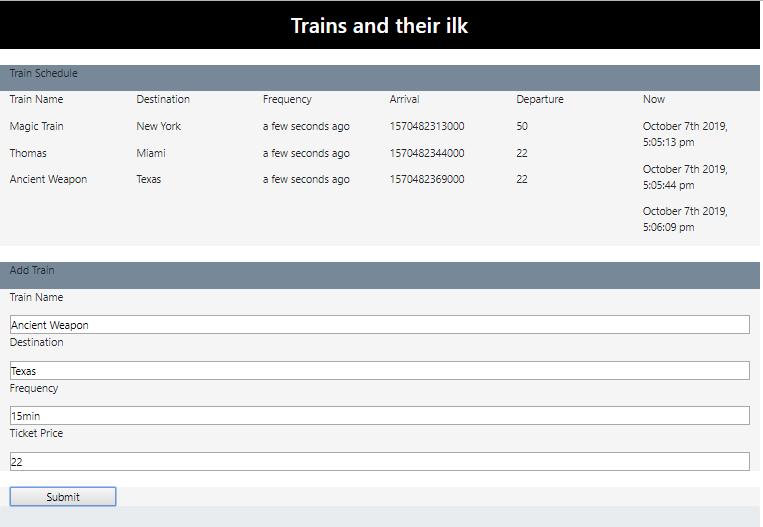 Trains and their ilk
Train Schedule
Train Name Destination Frequency Arrival Departure Now
Magic Train New York a few seconds ago 1570482313000 50 October 7th 2019,
5:05:13 pm
Thomas Miami a few seconds ago 1570482344000 22
October 7th 2019,
5:05:44 pm
Ancient Weapon Texas a few seconds ago 1570482369000 22
October 7th 2019,
5:06:09 pm
Add Train
Train Name
Ancient Weapon
Destination
Texas
Frequency
15min
Ticket Price
22
Submit